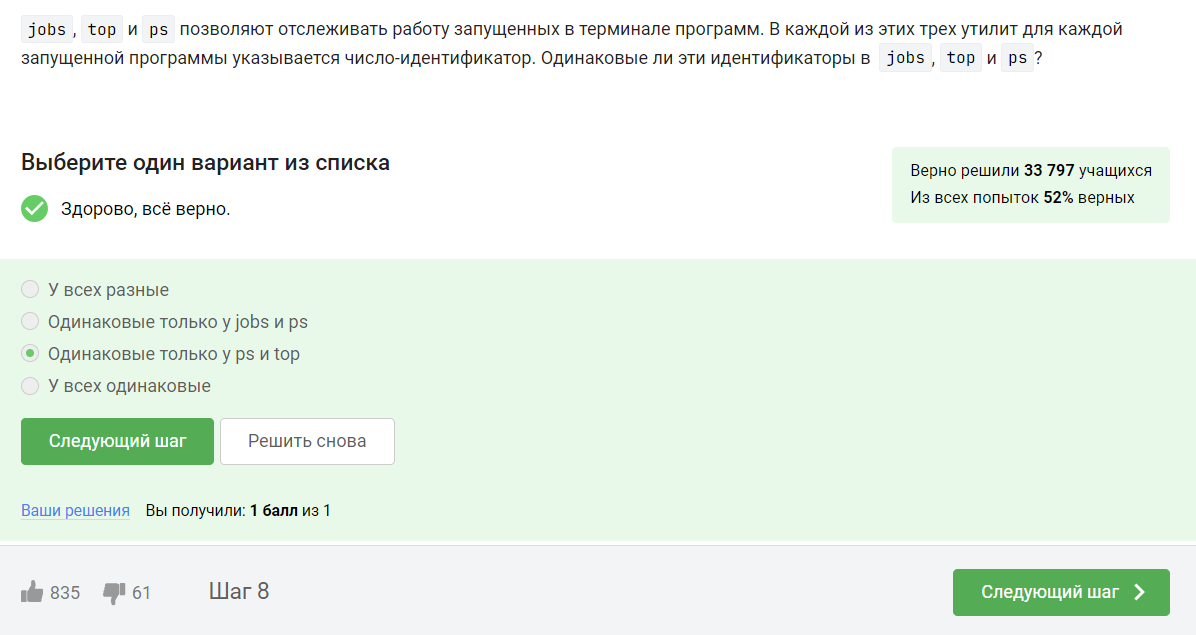 jobs, top и ps позволяют отслеживать работу запущенных в терминале программ. В каждой из этих трех утилит для каждой
запущенной программы указывается число-идентификатор. Одинаковые ли эти идентификаторы в jobs, top и ps?
Выберите один вариант из списка
Верно решили 33 797 учащихся
Из всех попыток 52% верных
Здорово, всё верно.
У всех разные
Одинаковые только у jobs и ps
Одинаковые только у ps и top
У всех одинаковые
Следующий шаг Решить снова
Ваши решения Вы получили: 1 балл из 1
835 61 Шаг 8 Следующий шаг